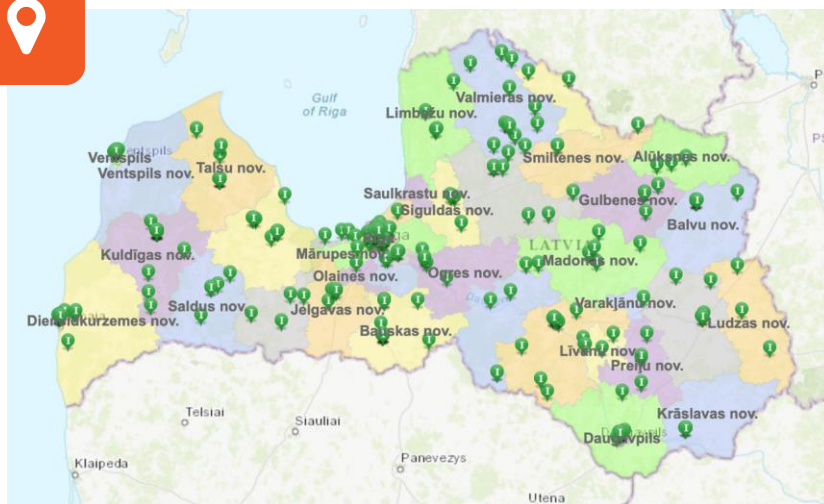 Gulf
of Riga
Valmieras nov.
Limbažu nov.
Ventspils
Ventspils nov.
Talsu nov.
Smiltenes nov.
Alūksnes nov.
Saulkrastu nov.
Siguldas nov.
Gulbenes nov.
Balvu nov.
Kuldīgas nov.
Mārupes nov.
LATVIA
Madonas nov.
Olaines nov.
Ogres nov.
Saldus nov.
Jelgavas nov.
Varakļānu nov.
Ludzas nov.
Dienvidkurzemes nov.
Bauskas nov.
Līvānu nov.
Preiļu nov.
Krāslavas nov.
Daugavpils
Telsiai
Siauliai
Klaipeda
Panevezys
Utena